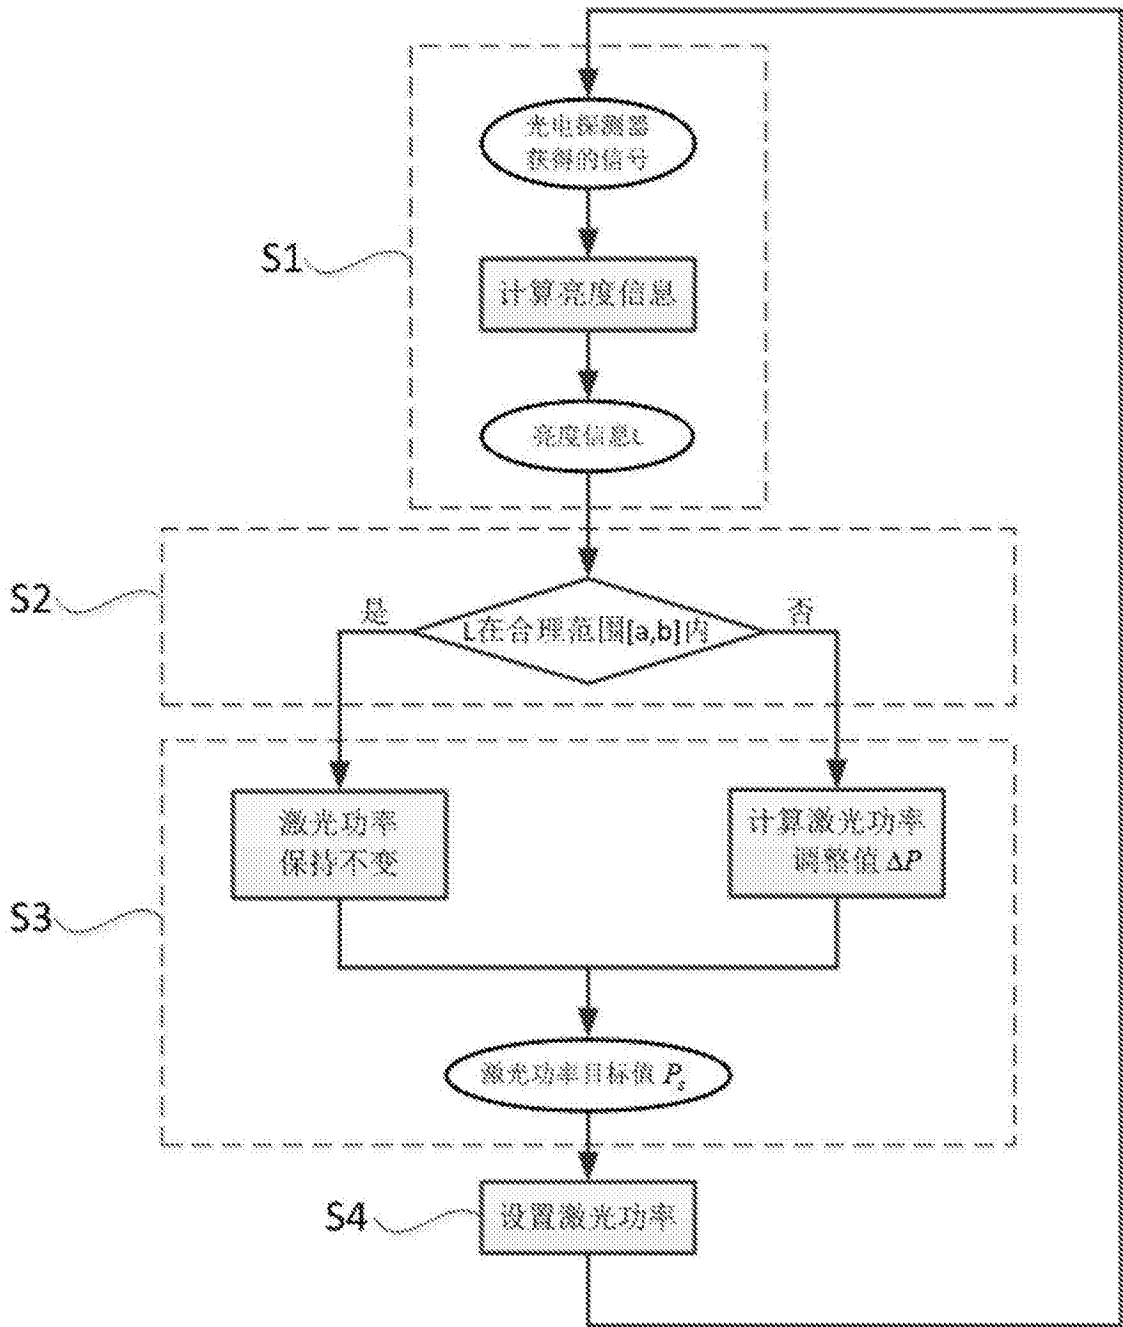 光电探测器
获得的信号
S1
计算亮度信息
亮度信息L
S2
是
否
L在合理范围[a,b]内
激光功率
保持不变
计算激光功率
调整值 ΔP
S3
激光功率目标值 Ps
S4
设置激光功率